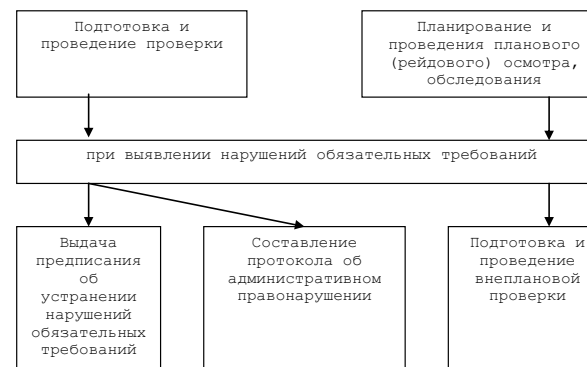 Подготовка и
проведение проверки
Планирование и
проведения планового
(рейдового) осмотра,
обследования
при выявлении нарушений обязательных требований
Выдача
предписания
об
устранении
нарушений
обязательных
требований
Составление
протокола об
административном
правонарушении
Подготовка и
проведение
внеплановой
проверки